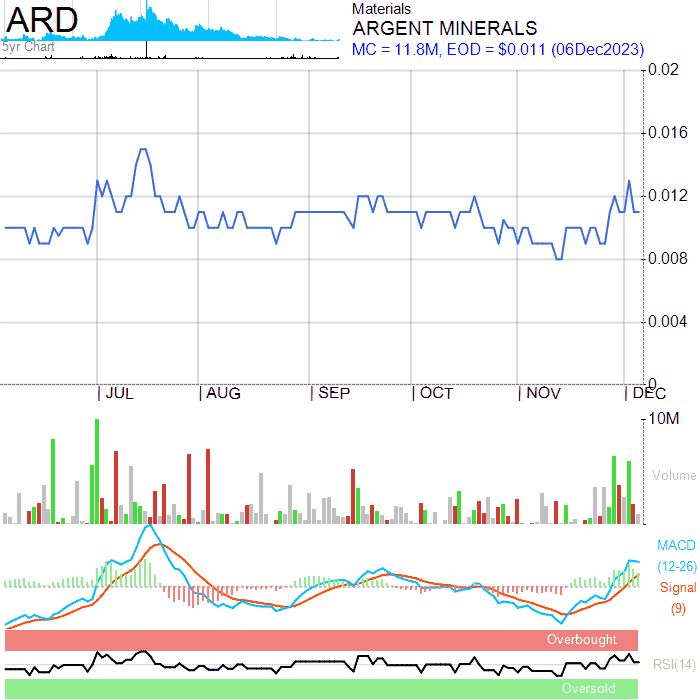 ARD
5yr Chart
Materials
ARGENT MINERALS
MC = 11.8M, EOD = $0.011 (06Dec2023)
0.02
0.016
0.012
0.008
0.004
0
JUL AUG SEP OCT NOV DEC
10M
Volume
MACD
(12-26)
Signal
(9)
Overbought
RSI(14)
Oversold